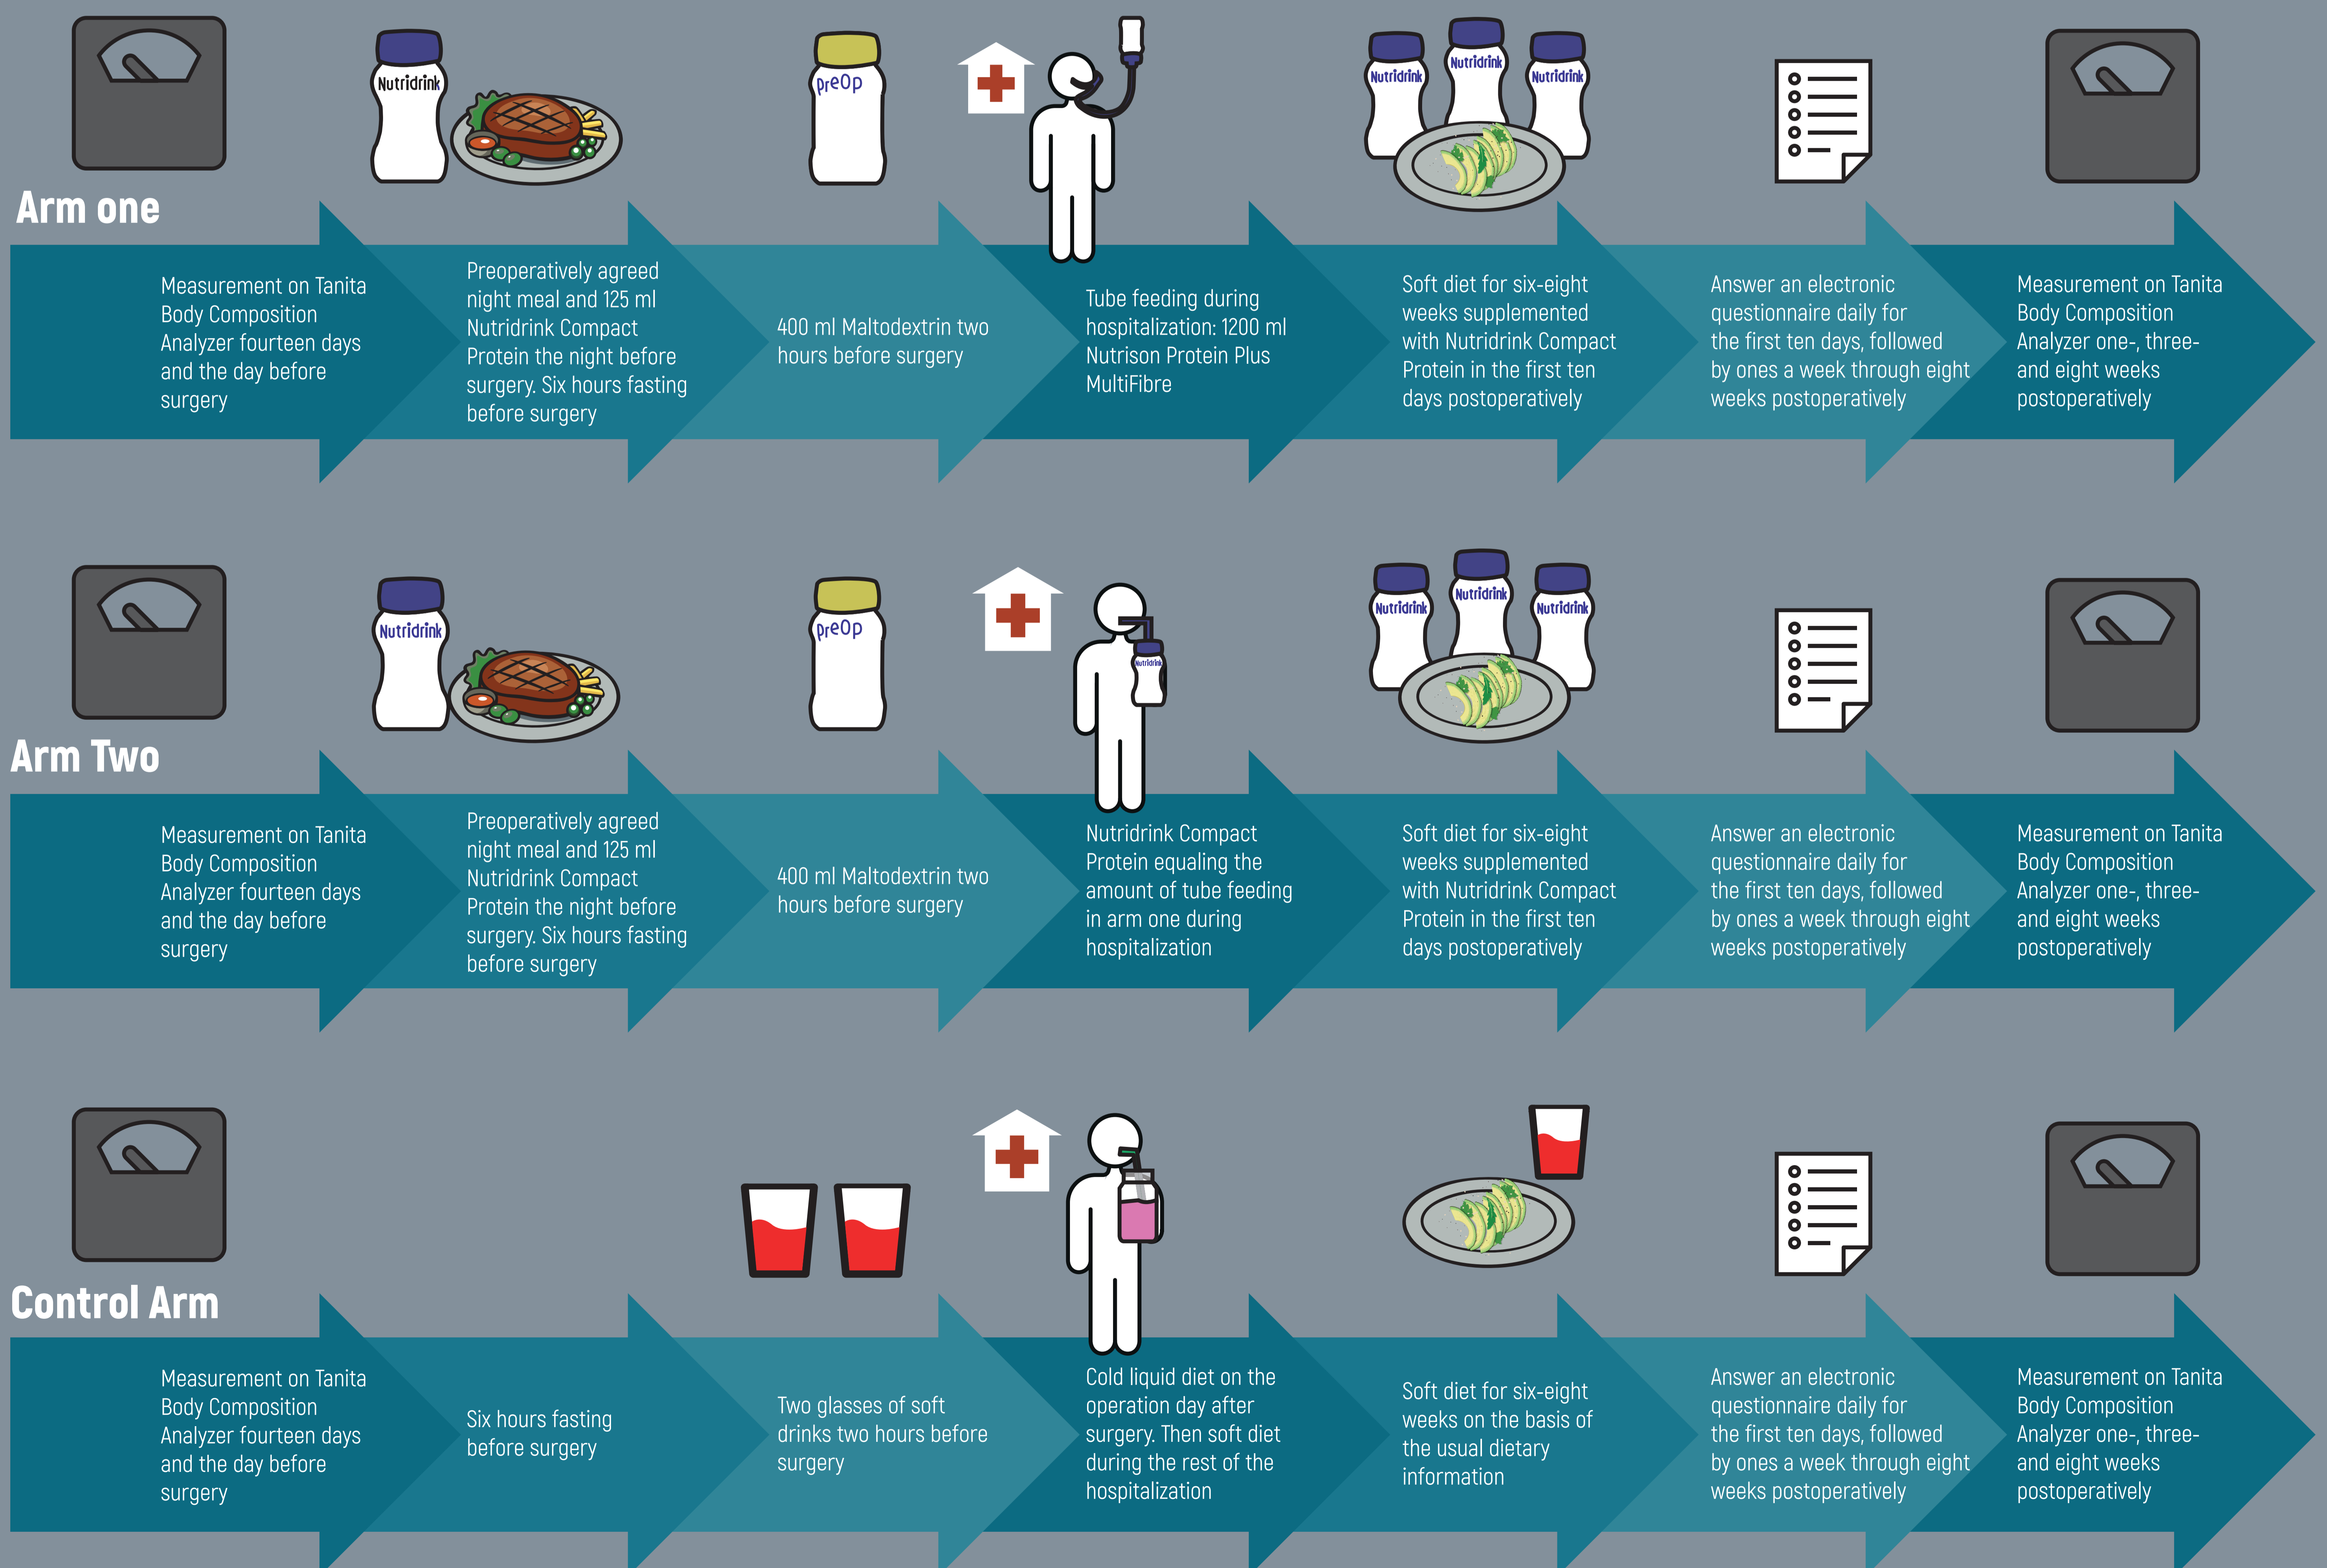 Nutridrink
PreOp
Nutridrink
Nutridrink
Nutridrink
Arm one
Measurement on Tanita
Body Composition
Analyzer fourteen days
and the day before
surgery
Preoperatively agreed
night meal and 125 ml
Nutridrink Compact
Protein the night before
surgery. Six hours fasting
before surgery
400 ml Maltodextrin two
hours before surgery
Tube feeding during
hospitalization: 1200 ml
Nutrison Protein Plus
MultiFibre
Soft diet for six-eight
weeks supplemented
with Nutridrink Compact
Protein in the first ten
days postoperatively
Answer an electronic
questionnaire daily for
the first ten days, followed
by ones a week through eight
weeks postoperatively
Measurement on Tanita
Body Composition
Analyzer one-, three-
and eight weeks
postoperatively
Nutridrink
PreOp
Nutridrink
Nutridrink
Nutridrink
Nutridrink
Arm Two
Measurement on Tanita
Body Composition
Analyzer fourteen days
and the day before
surgery
Preoperatively agreed
night meal and 125 ml
Nutridrink Compact
Protein the night before
surgery. Six hours fasting
before surgery
400 ml Maltodextrin two
hours before surgery
Nutridrink Compact
Protein equaling the
amount of tube feeding
in arm one during
hospitalization
Soft diet for six-eight
weeks supplemented
with Nutridrink Compact
Protein in the first ten
days postoperatively
Answer an electronic
questionnaire daily for
the first ten days, followed
by ones a week through eight
weeks postoperatively
Measurement on Tanita
Body Composition
Analyzer one-, three-
and eight weeks
postoperatively
Control Arm
Measurement on Tanita
Body Composition
Analyzer fourteen days
and the day before
surgery
Six hours fasting
before surgery
Two glasses of soft
drinks two hours before
surgery
Cold liquid diet on the
operation day after
surgery. Then soft diet
during the rest of the
hospitalization
Soft diet for six-eight
weeks on the basis of
the usual dietary
information
Answer an electronic
questionnaire daily for
the first ten days, followed
by ones a week through eight
weeks postoperatively
Measurement on Tanita
Body Composition
Analyzer one-, three-
and eight weeks
postoperatively